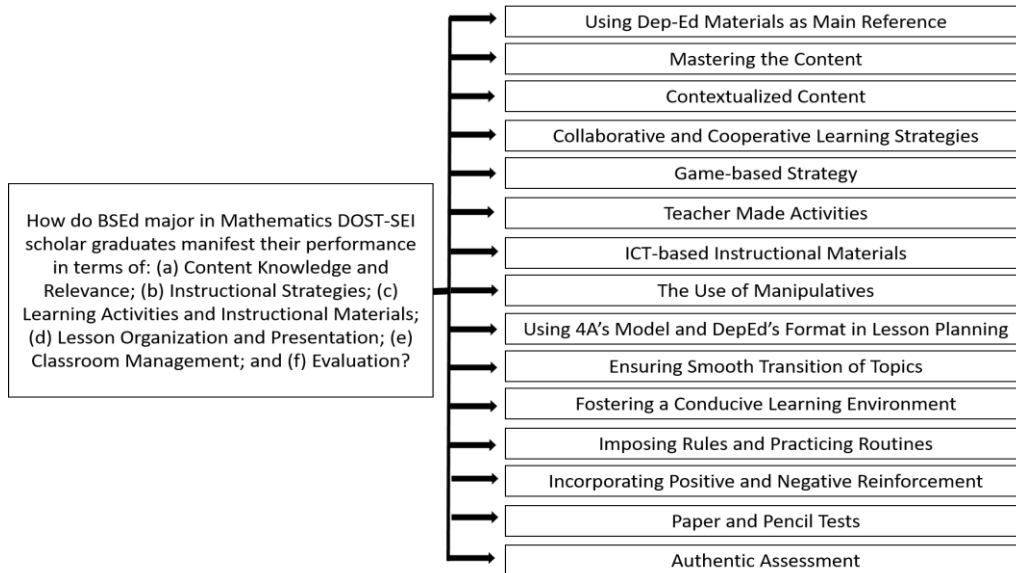 Using Dep-Ed Materials as Main Reference
Mastering the Content
Contextualized Content
Collaborative and Cooperative Learning Strategies
Game-based Strategy
How do BSEd major in Mathematics DOST-SEI
scholar graduates manifest their performance
in terms of: (a) Content Knowledge and
Relevance; (b) Instructional Strategies; (c)
Learning Activities and Instructional Materials;
(d) Lesson Organization and Presentation; (e)
Classroom Management; and (f) Evaluation?
Teacher Made Activities
ICT-based Instructional Materials
The Use of Manipulatives
Using 4A's Model and DepEd's Format in Lesson Planning
Ensuring Smooth Transition of Topics
Fostering a Conducive Learning Environment
Imposing Rules and Practicing Routines
Incorporating Positive and Negative Reinforcement
Paper and Pencil Tests
Authentic Assessment